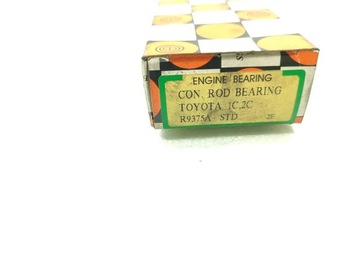 ENGINE BEARING
CON. ROD BEARING
TOYOTA 1C,2C
R9375A STD 2E